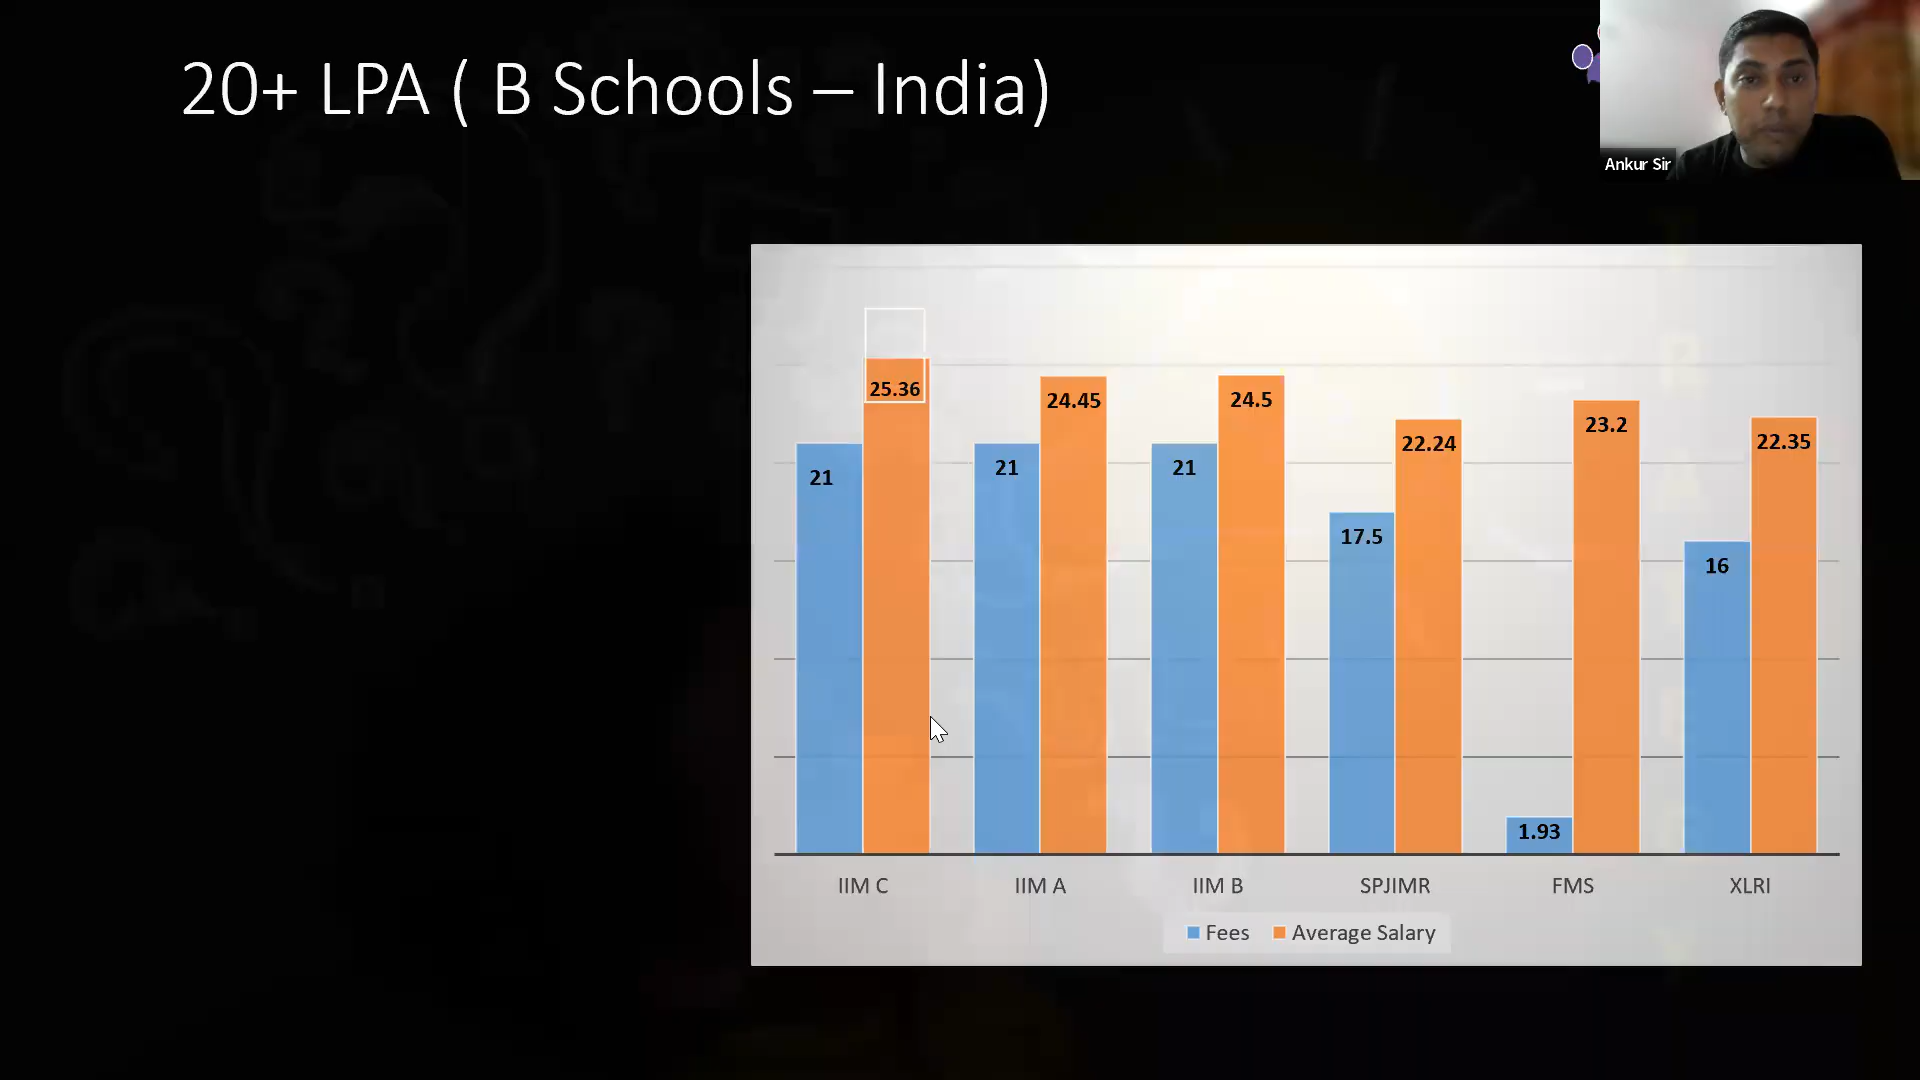 20+ LPA ( B Schools – India)
Ankur Sir
25.36
24.45
24.5
22.24
23.2
22.35
21
21
21
17.5
1.93
16
IIM C
IIM A
IIM B
SPJIMR
FMS
XLRI
Fees
Average Salary